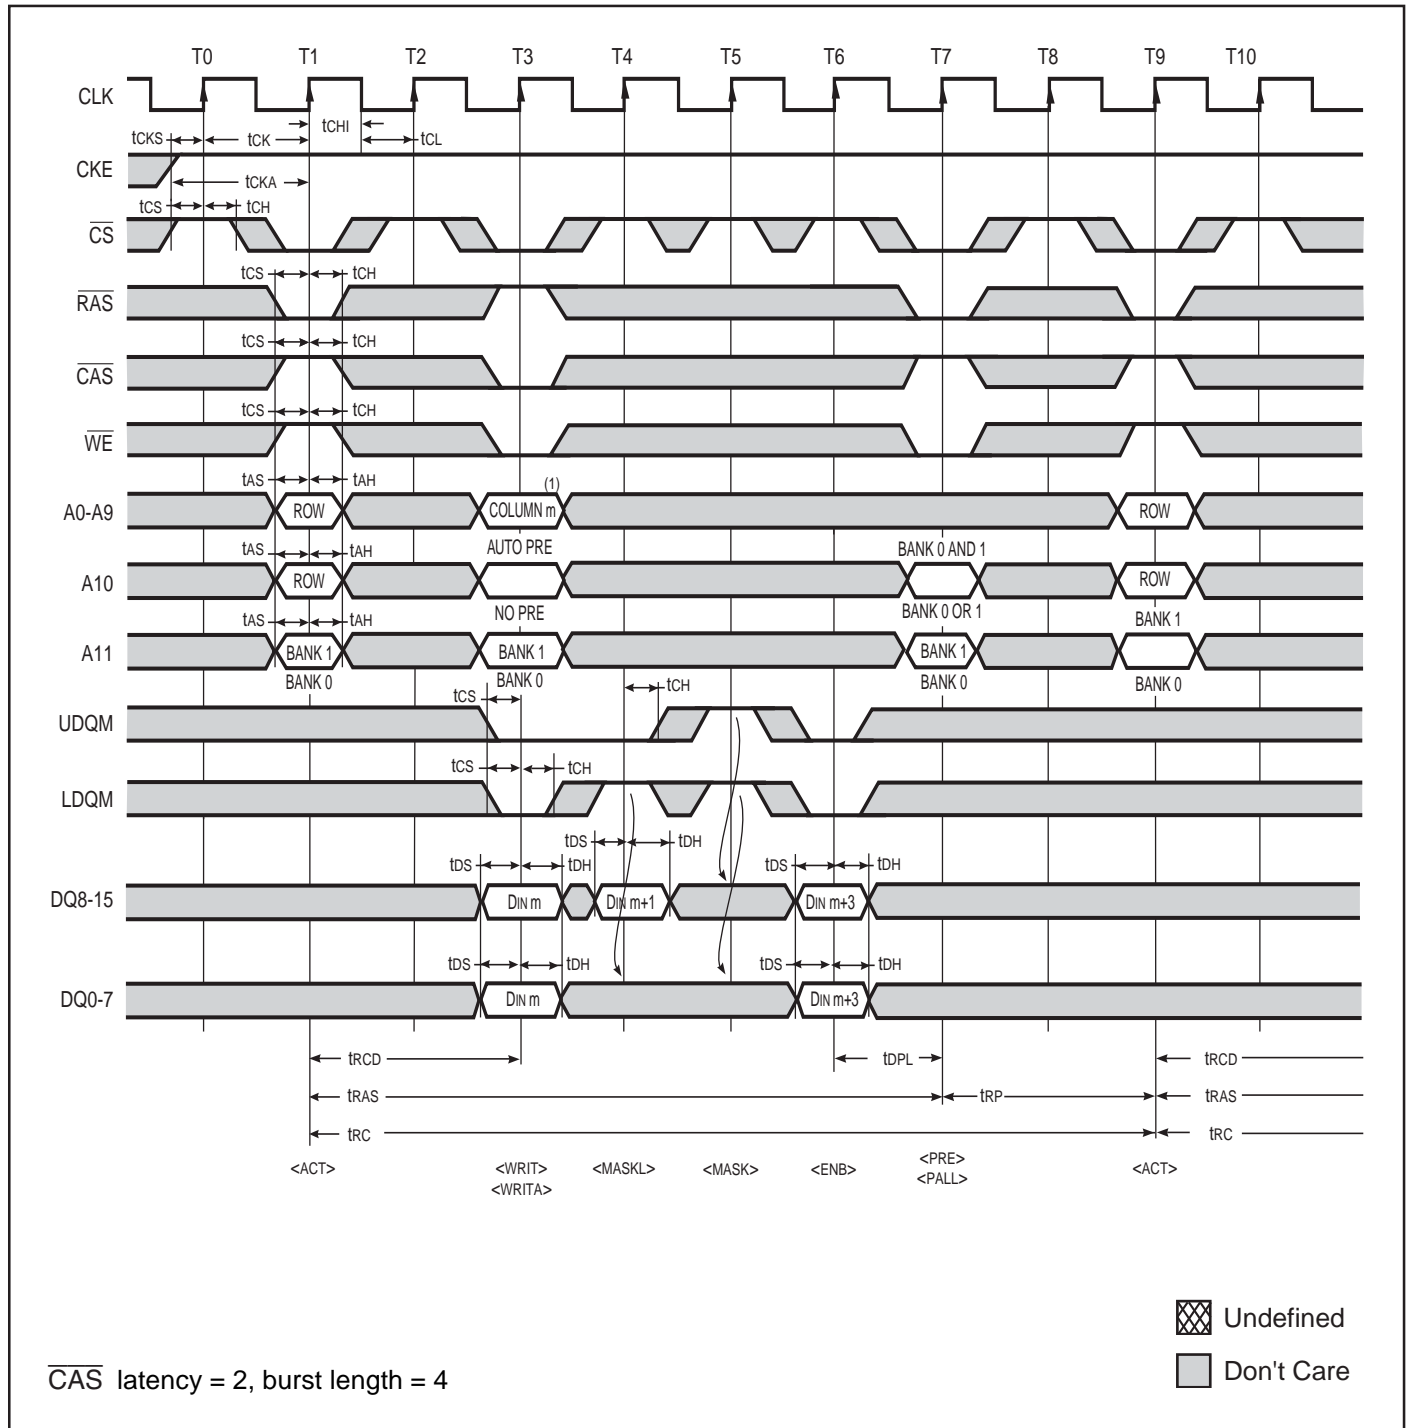 T0 T1 T2 T3 T4 T5 T6 T7 T8 T9 T10
CLK
tCHI
tCKS tCK tCL
CKE
tCKA
tCS tCH
CS
tCS tCH
RAS
tCS tCH
CAS
tCS tCH
WE
tAS tAH (1)
A0-A9 ROW COLUMN m ROW
tAS tAH AUTO PRE BANK 0 AND 1
A10 ROW ROW
NO PRE BANK 0 OR 1 BANK 1
tAS tAH
A11 BANK 1 BANK 1 BANK 1
BANK 0 BANK 0 BANK 0 BANK 0
tCS tCH
UDQM
tCS tCH
LDQM
tDS tDH
tDS tDH tDS tDH
DQ8-15 DIN m DIN m+1 DIN m+3
tDS tDH tDS tDH
DQ0-7 DIN m DIN m+3
tRCD tDPL tRCD
tRAS tRP tRAS
tRC tRC
<ACT> <WRIT> <MASKL> <MASK> <ENB> <PRE> <ACT>
<WRITA> <PALL>
Undefined
Don't Care
CAS latency = 2, burst length = 4